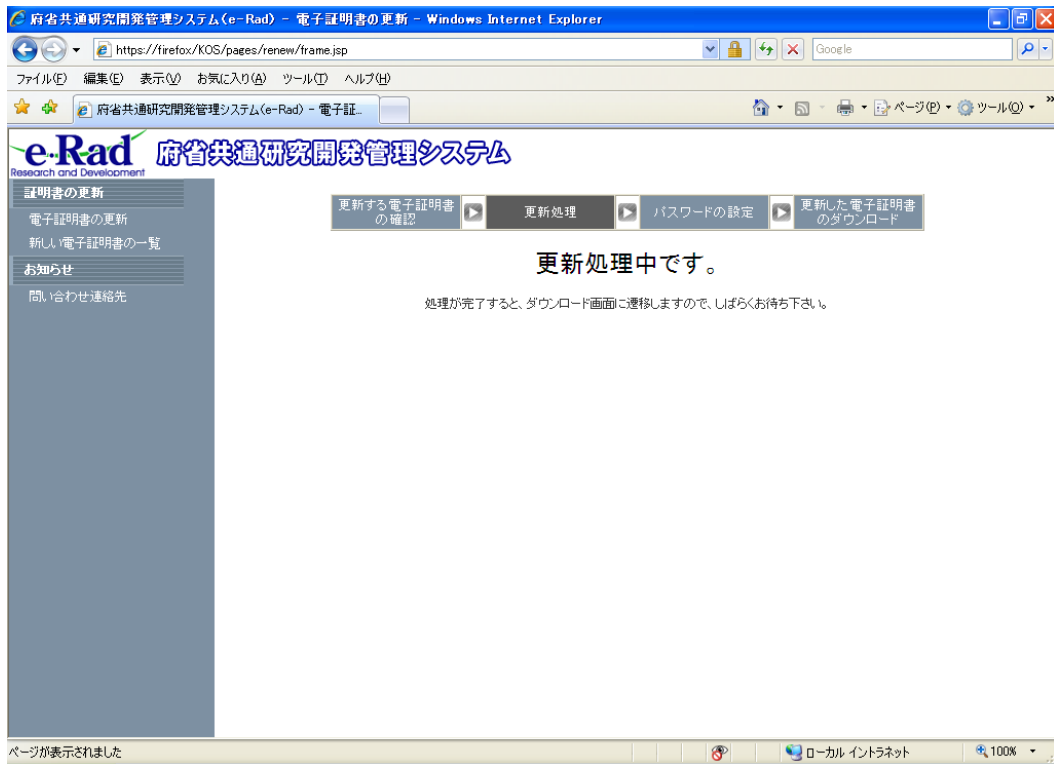 府省共通研究開発管理システム(e-Rad) - 電子証明書の更新 - Windows Internet Explorer
https://firefox/KOS/pages/renew/frame.jsp
Google
ファイル(F) 編集(E) 表示(V) お気に入り(A) ツール(T) ヘルプ(H)
府省共通研究開発管理システム(e-Rad) - 電子証...
ページ(P) ツール(O) »
e-Rad 府省共通研究開発管理システム
Research and Development
証明書の更新
電子証明書の更新
新しい電子証明書の一覧
お知らせ
問い合わせ連絡先
更新する電子証明書
の確認
更新処理
パスワードの設定
更新した電子証明書
のダウンロード
更新処理中です。
処理が完了すると、ダウンロード画面に遷移しますので、しばらくお待ち下さい。
ページが表示されました
ローカル イントラネット
100%